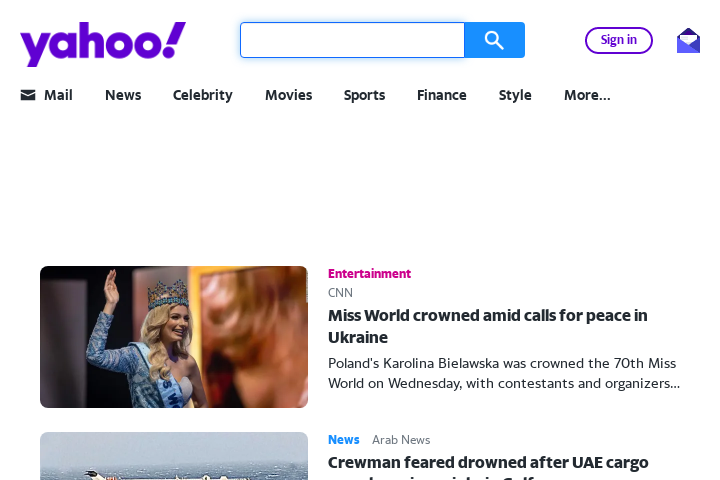 yahoo!
Sign in
Mail News Celebrity Movies Sports Finance Style More...
Entertainment
CNN
Miss World crowned amid calls for peace in
Ukraine
Poland's Karolina Bielawska was crowned the 70th Miss
World on Wednesday, with contestants and organizers...
News Arab News
Crewman feared drowned after UAE cargo